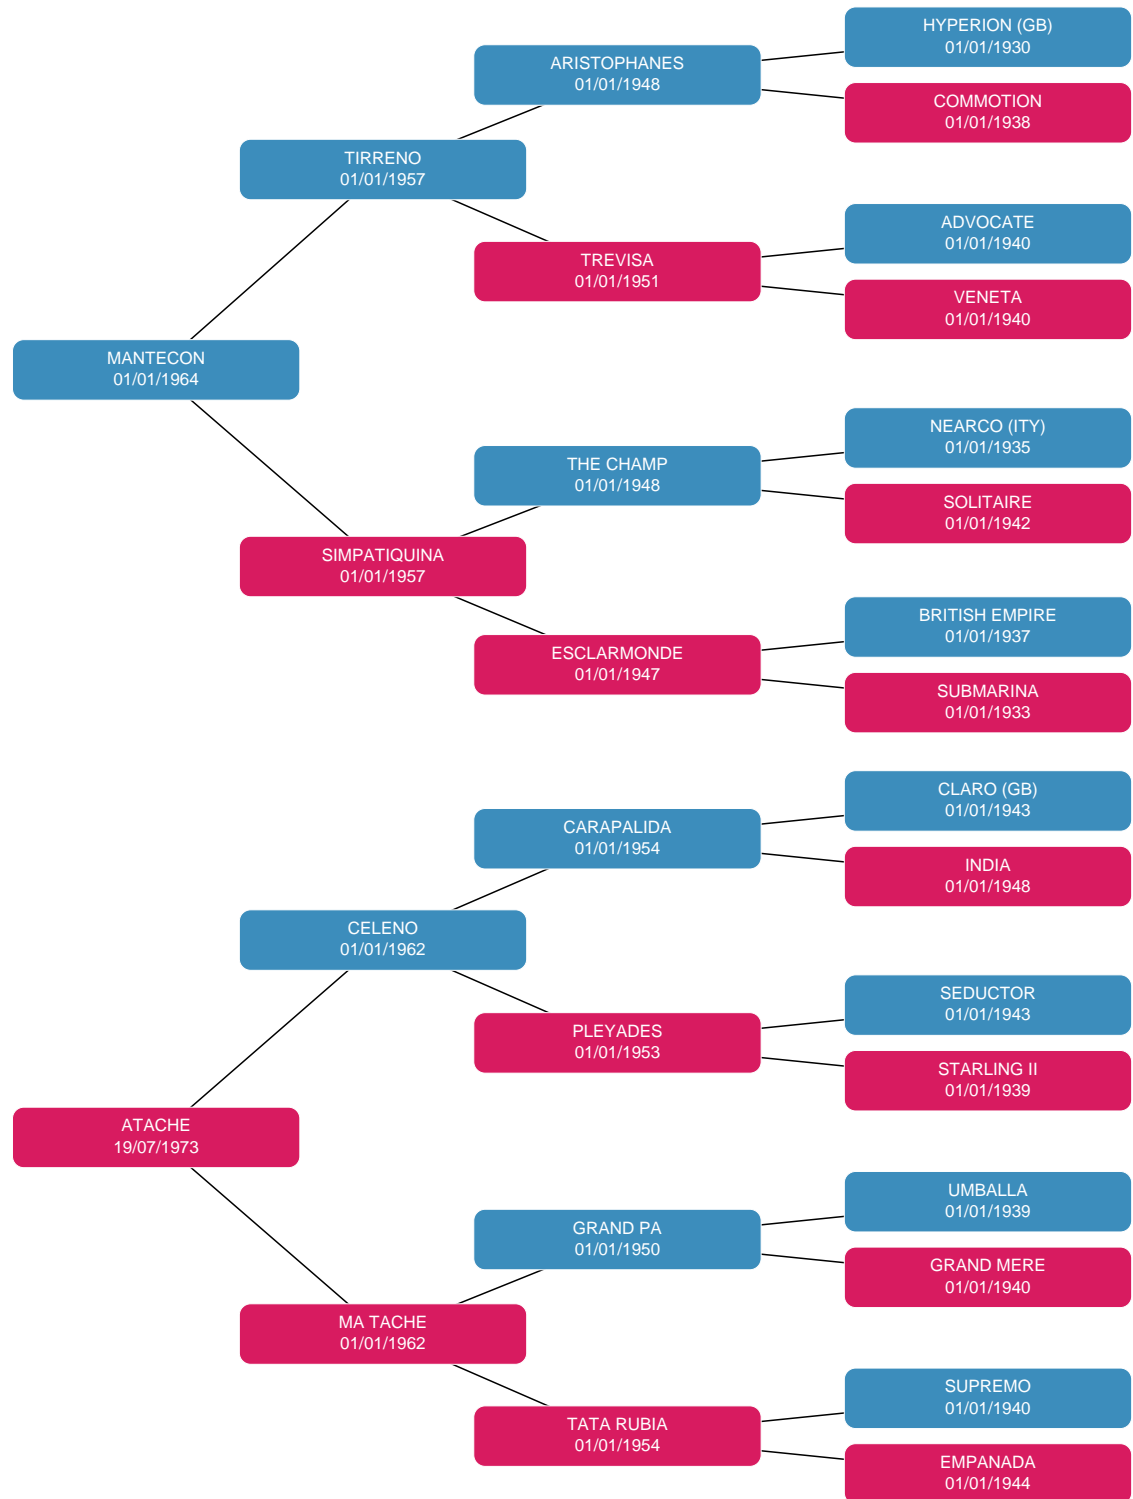 HYPERION (GB)
01/01/1930
ARISTOPHANES
01/01/1948
COMMOTION
01/01/1938
TIRRENO
01/01/1957
ADVOCATE
01/01/1940
TREVISA
01/01/1951
VENETA
01/01/1940
MANTECON
01/01/1964
NEARCO (ITY)
01/01/1935
THE CHAMP
01/01/1948
SOLITAIRE
01/01/1942
SIMPATIQUINA
01/01/1957
BRITISH EMPIRE
01/01/1937
ESCLARMONDE
01/01/1947
SUBMARINA
01/01/1933
CLARO (GB)
01/01/1943
CARAPALIDA
01/01/1954
INDIA
01/01/1948
CELENO
01/01/1962
SEDUCTOR
01/01/1943
PLEYADES
01/01/1953
STARLING II
01/01/1939
ATACHE
19/07/1973
UMBALLA
01/01/1939
GRAND PA
01/01/1950
GRAND MERE
01/01/1940
MA TACHE
01/01/1962
SUPREMO
01/01/1940
TATA RUBIA
01/01/1954
EMPANADA
01/01/1944